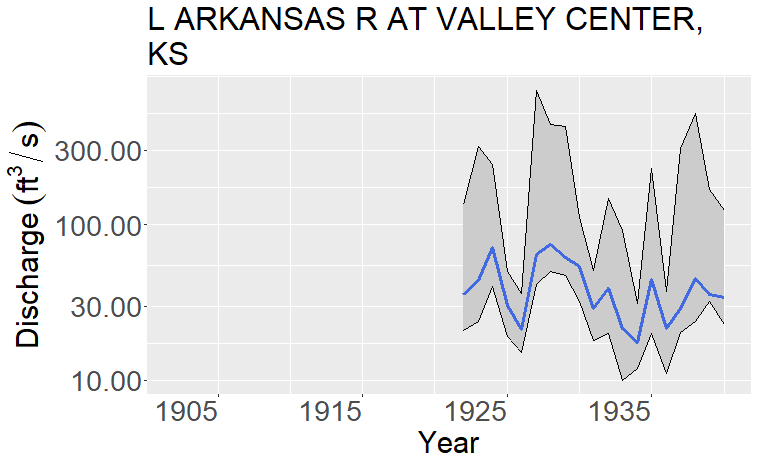 L ARKANSAS R AT VALLEY CENTER,
KS
Discharge (ft³/s)
300.00
100.00
30.00
10.00
1905 1915 1925 1935
Year